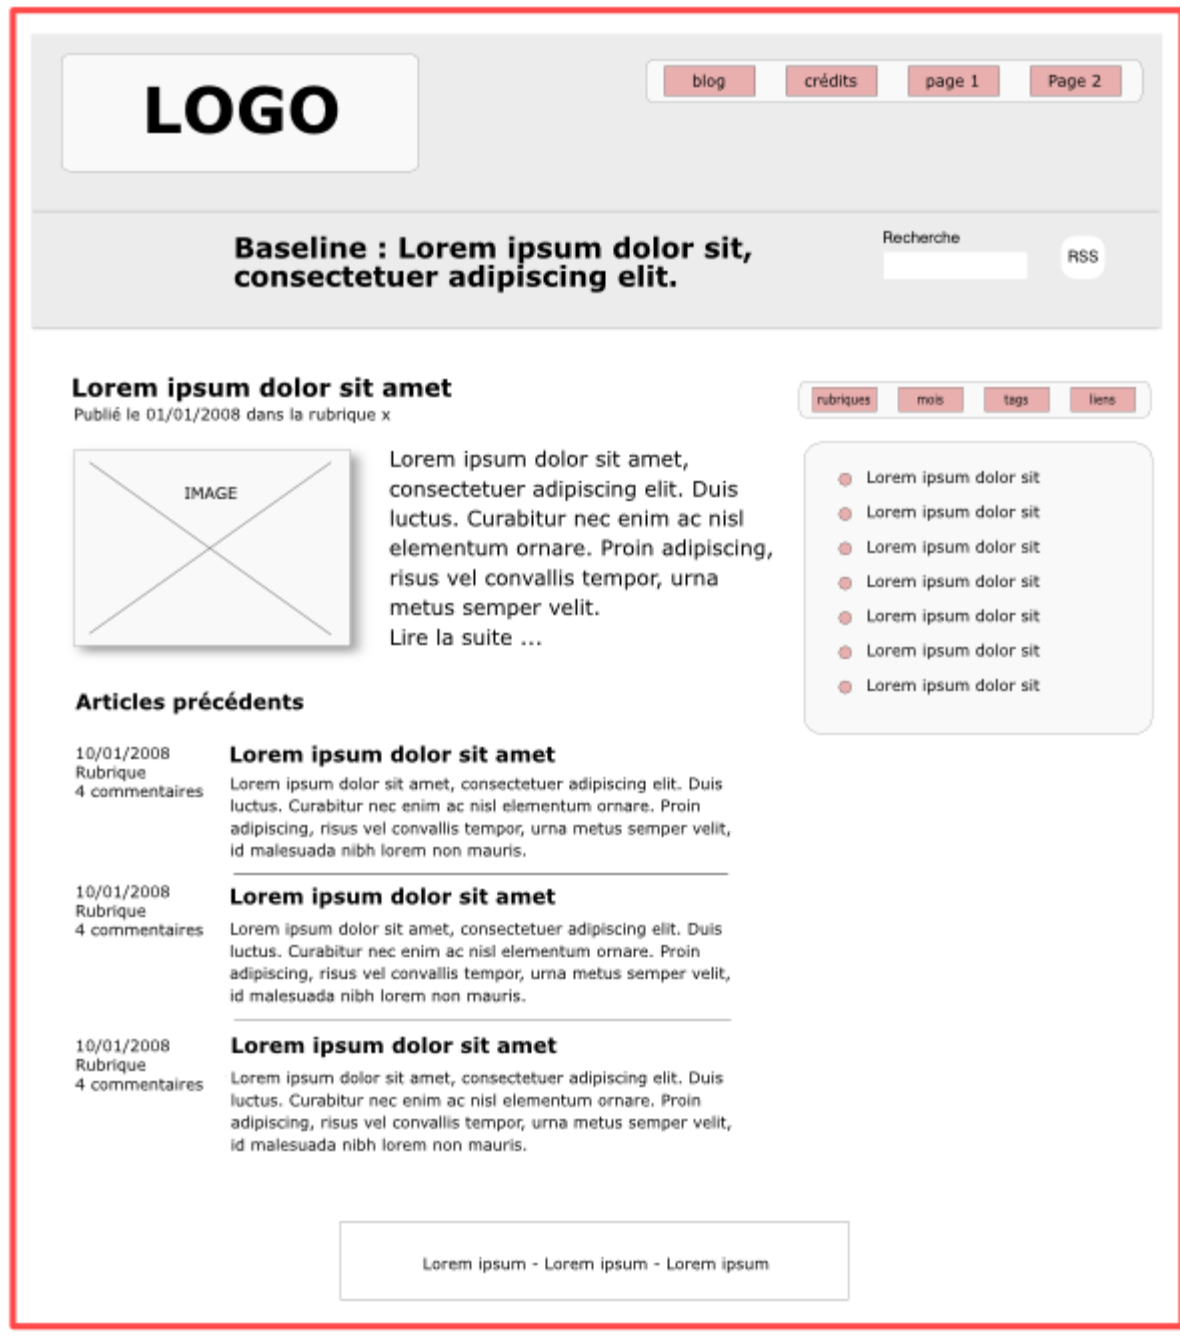 LOGO
blog
crédits
page 1
Page 2
Baseline : Lorem ipsum dolor sit,
consectetuer adipiscing elit.
Recherche
RSS
Lorem ipsum dolor sit amet
Publié le 01/01/2008 dans la rubrique x
IMAGE
Lorem ipsum dolor sit amet,
consectetuer adipiscing elit. Duis
luctus. Curabitur nec enim ac nisl
elementum ornare. Proin adipiscing,
risus vel convallis tempor, urna
metus semper velit.
Lire la suite ...
rubriques
mois
tags
liens
Lorem ipsum dolor sit
Lorem ipsum dolor sit
Lorem ipsum dolor sit
Lorem ipsum dolor sit
Lorem ipsum dolor sit
Lorem ipsum dolor sit
Lorem ipsum dolor sit
Articles précédents
10/01/2008
Rubrique
4 commentaires
Lorem ipsum dolor sit amet
Lorem ipsum dolor sit amet, consectetuer adipiscing elit. Duis
luctus. Curabitur nec enim ac nisl elementum ornare. Proin
adipiscing, risus vel convallis tempor, urna metus semper velit,
id malesuada nibh lorem non mauris.
10/01/2008
Rubrique
4 commentaires
Lorem ipsum dolor sit amet
Lorem ipsum dolor sit amet, consectetuer adipiscing elit. Duis
luctus. Curabitur nec enim ac nisl elementum ornare. Proin
adipiscing, risus vel convallis tempor, urna metus semper velit,
id malesuada nibh lorem non mauris.
10/01/2008
Rubrique
4 commentaires
Lorem ipsum dolor sit amet
Lorem ipsum dolor sit amet, consectetuer adipiscing elit. Duis
luctus. Curabitur nec enim ac nisl elementum ornare. Proin
adipiscing, risus vel convallis tempor, urna metus semper velit,
id malesuada nibh lorem non mauris.
Lorem ipsum - Lorem ipsum - Lorem ipsum